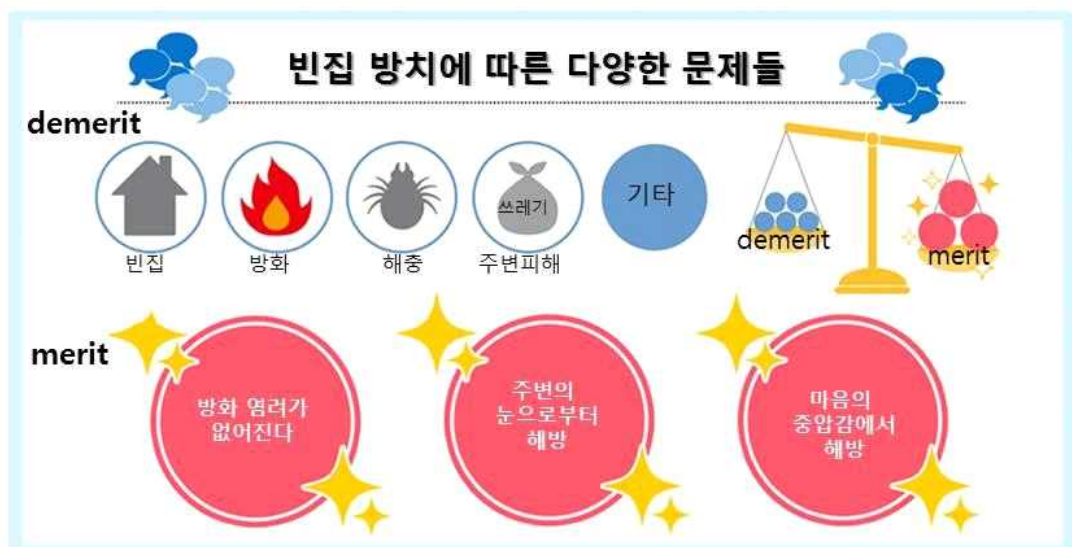 빈집 방치에 따른 다양한 문제들
demerit
쓰레기
기타
빈집
방화
해충
주변피해
demerit
merit
merit
방화 염려가
없어진다
주변의
눈으로부터
해방
마음의
중압감에서
해방